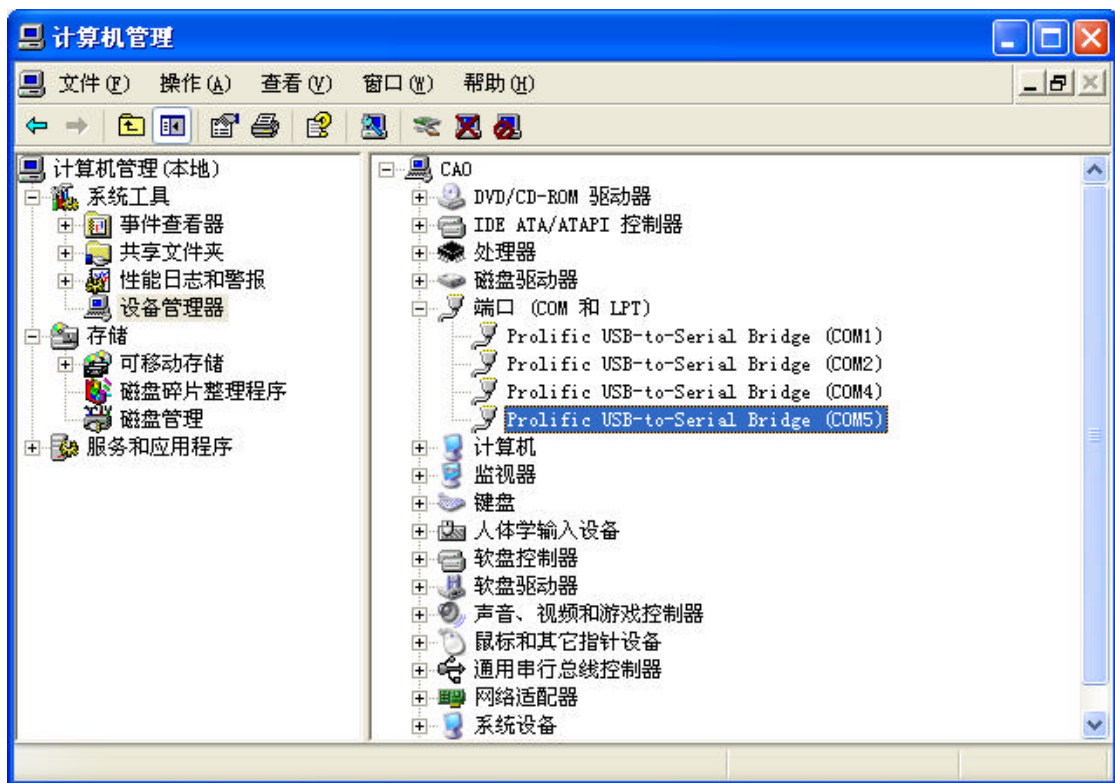 计算机管理
文件(F) 操作(A) 查看(V) 窗口(W) 帮助(H)
计算机管理(本地)
系统工具
事件查看器
共享文件夹
性能日志和警报
设备管理器
存储
可移动存储
磁盘碎片整理程序
磁盘管理
服务和应用程序
CAO
DVD/CD-ROM 驱动器
IDE ATA/ATAPI 控制器
处理器
磁盘驱动器
端口 (COM 和 LPT)
Prolific USB-to-Serial Bridge (COM1)
Prolific USB-to-Serial Bridge (COM2)
Prolific USB-to-Serial Bridge (COM4)
Prolific USB-to-Serial Bridge (COM5)
计算机
监视器
键盘
人体学输入设备
软盘控制器
软盘驱动器
声音、视频和游戏控制器
鼠标和其它指针设备
通用串行总线控制器
网络适配器
系统设备